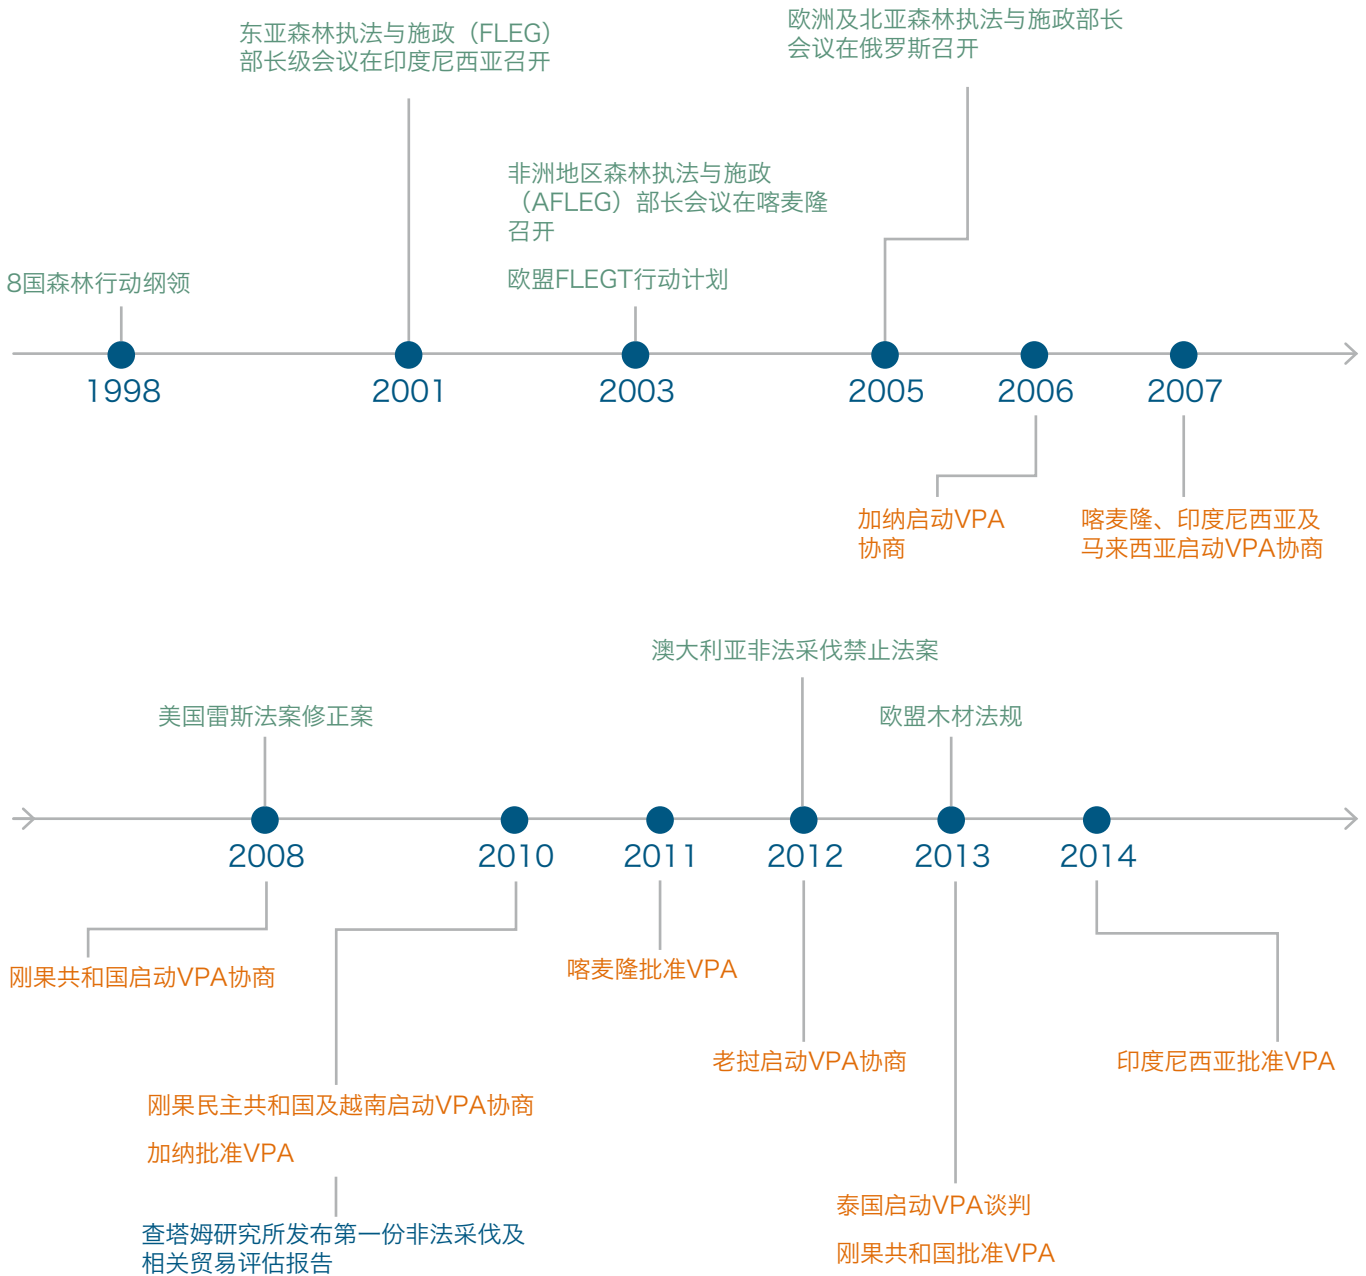 东亚森林执法与施政（FLEG）
部长级会议在印度尼西亚召开
欧洲及北亚森林执法与施政部长
会议在俄罗斯召开
非洲地区森林执法与施政
（AFLEG）部长会议在喀麦隆
召开
8国森林行动纲领
欧盟FLEGT行动计划
1998
2001
2003
2005
2006
2007
加纳启动VPA
协商
喀麦隆、印度尼西亚及
马来西亚启动VPA协商
澳大利亚非法采伐禁止法案
美国雷斯法案修正案
欧盟木材法规
2008
2010
2011
2012
2013
2014
刚果共和国启动VPA协商
喀麦隆批准VPA
老挝启动VPA协商
印度尼西亚批准VPA
刚果民主共和国及越南启动VPA协商
加纳批准VPA
泰国启动VPA谈判
刚果共和国批准VPA
查塔姆研究所发布第一份非法采伐及
相关贸易评估报告